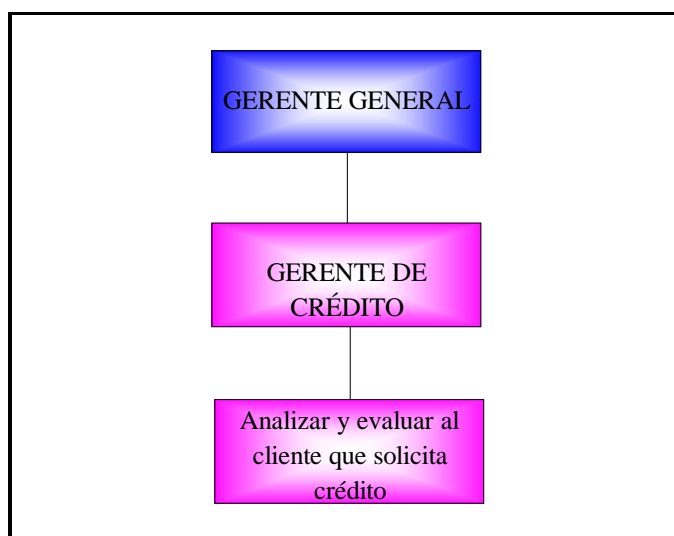 GERENTE GENERAL
GERENTE DE
CRÉDITO
Analizar y evaluar al
cliente que solicita
crédito